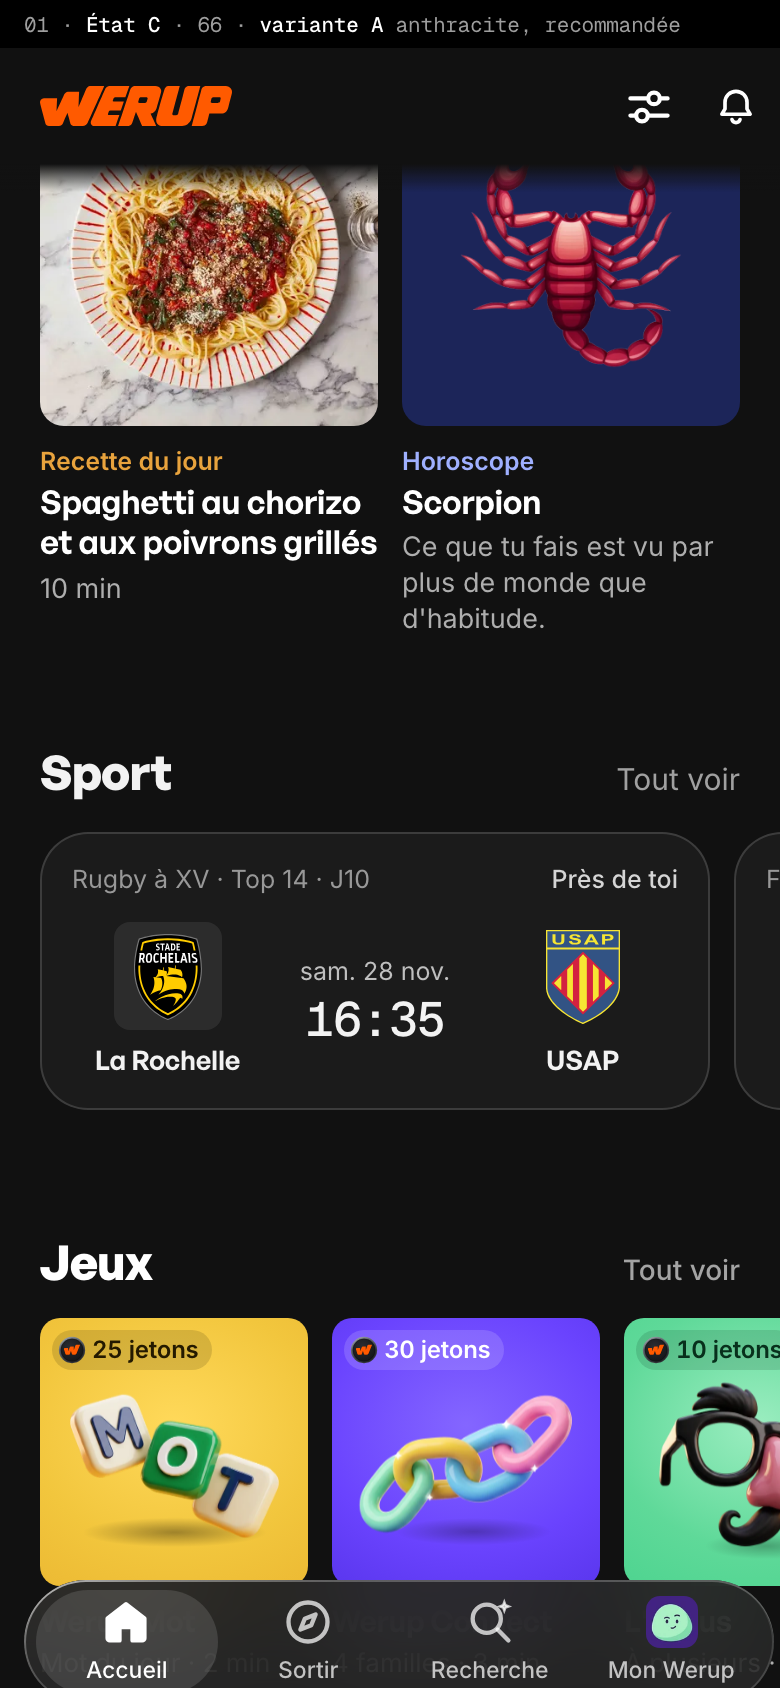 01 · État C · 66 · variante A anthracite, recommandée
WERUP
Recette du jour
Spaghetti au chorizo
et aux poivrons grillés
10 min
Horoscope
Scorpion
Ce que tu fais est vu par
plus de monde que
d'habitude.
Sport
Tout voir
Rugby à XV · Top 14 · J10
Près de toi
F
STADE
ROCHELAIS
La Rochelle
sam. 28 nov.
16:35
USAP
USAP
Jeux
Tout voir
25 jetons
30 jetons
10 jetons
MOT
Accueil
Sortir
Recherche
Mon Werup